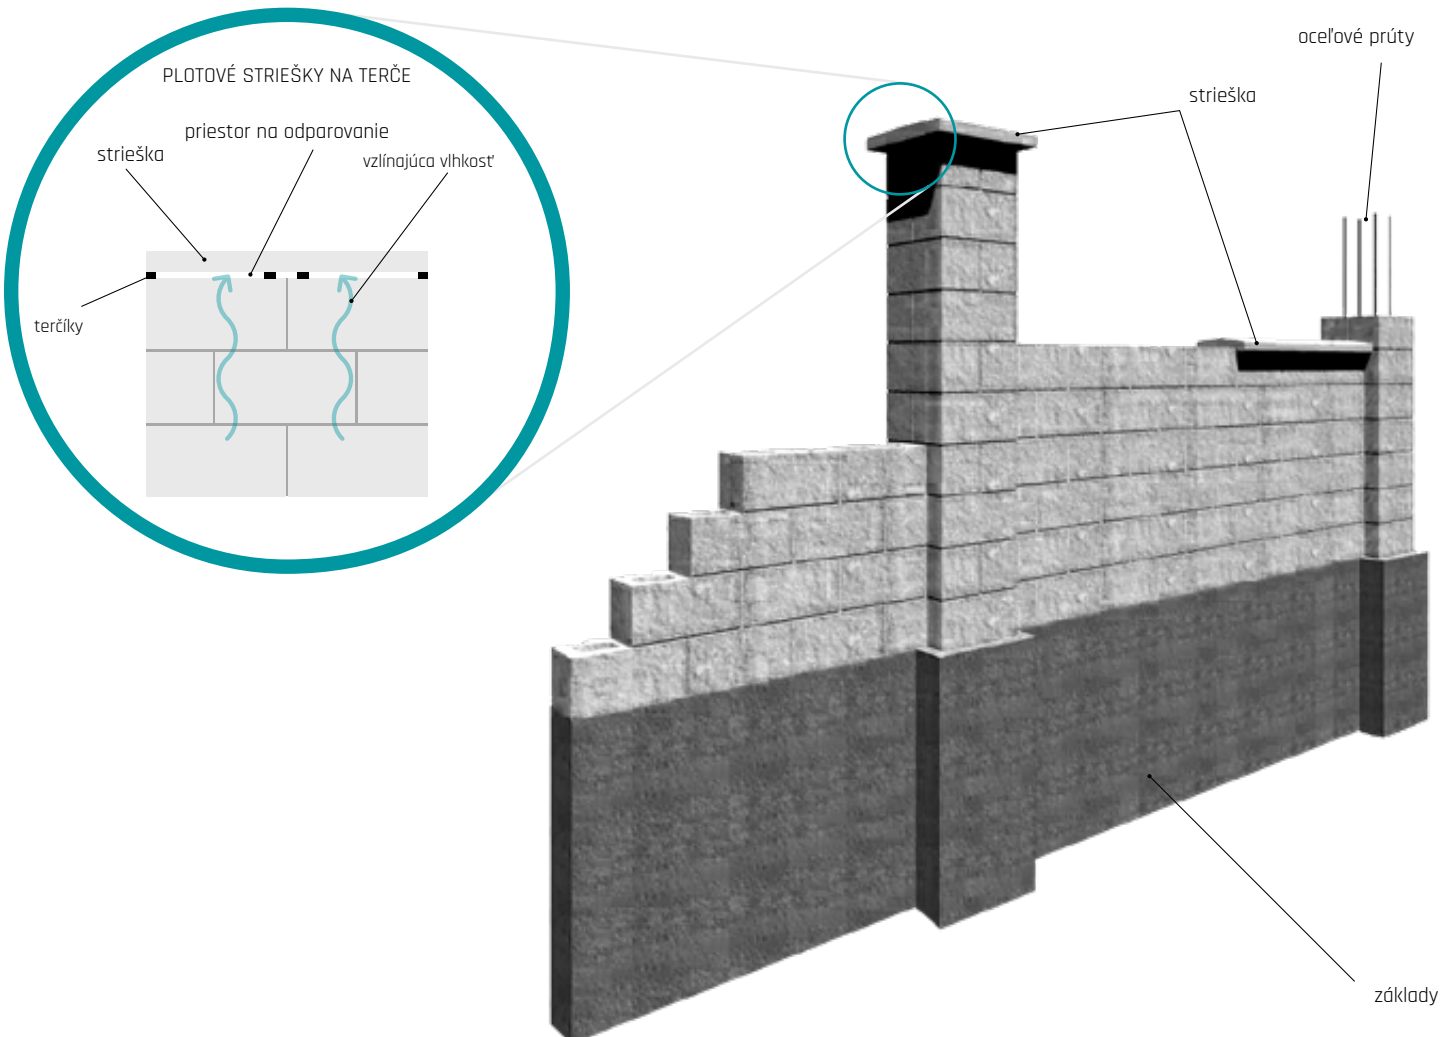 PLOTOVÉ STRIEŠKY NA TERČE
priestor na odparovanie
strieška
vzlínajúca vlhkosť
terčíky
oceľové prúty
strieška
základy